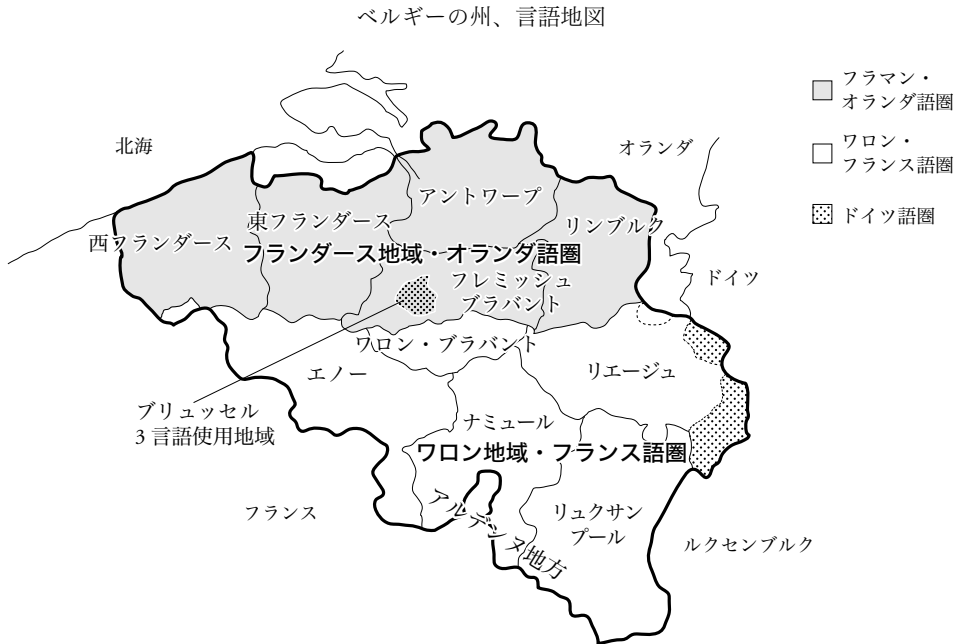 ベルギーの州、言語地図
フラマン・
オランダ語圏
ワロン・
フランス語圏
ドイツ語圏
北海
オランダ
アントワープ
東フランダース
リンブルク
西フランダース
フランダース地域・オランダ語圏
フレミッシュ
ブラバント
ドイツ
ワロン・ブラバント
エノー
リエージュ
ブリュッセル
3言語使用地域
ナミュール
ワロン地域・フランス語圏
フランス
アルデンヌ地方
リュクサン
プール
ルクセンブルク